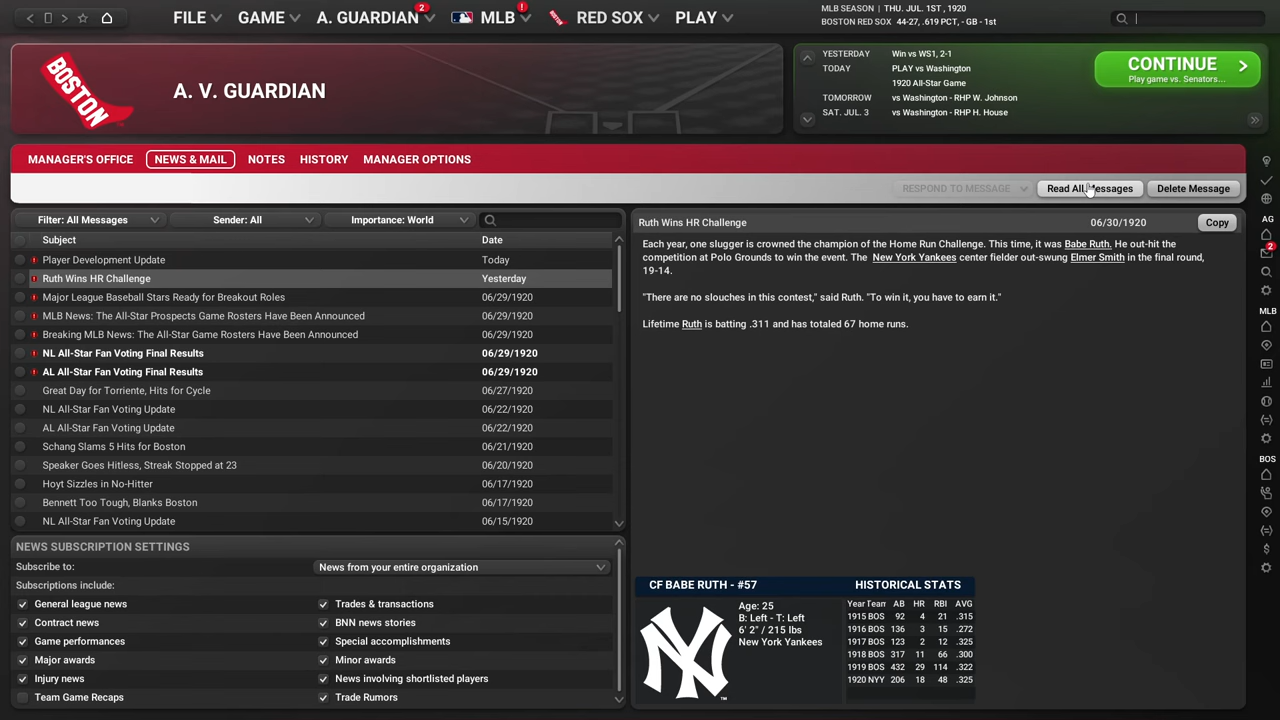 FILE
GAME
A. GUARDIAN
2
MLB
!
RED SOX
PLAY
MLB SEASON | THU. JUL. 1ST , 1920
BOSTON RED SOX 44-27, .619 PCT, - GB - 1st
BOSTON
A. V. GUARDIAN
YESTERDAY Win vs WS1, 2-1
TODAY PLAY vs Washington
1920 All-Star Game
TOMORROW vs Washington - RHP W. Johnson
SAT. JUL. 3 vs Washington - RHP H. House
CONTINUE
Play game vs. Senators...
MANAGER'S OFFICE NEWS & MAIL NOTES HISTORY MANAGER OPTIONS
RESPOND TO MESSAGE Read All Messages Delete Message
Filter: All Messages Sender: All Importance: World
Subject Date
Player Development Update Today
Ruth Wins HR Challenge Yesterday
Major League Baseball Stars Ready for Breakout Roles 06/29/1920
MLB News: The All-Star Prospects Game Rosters Have Been Announced 06/29/1920
Breaking MLB News: The All-Star Game Rosters Have Been Announced 06/29/1920
NL All-Star Fan Voting Final Results 06/29/1920
AL All-Star Fan Voting Final Results 06/29/1920
Great Day for Torriente, Hits for Cycle 06/27/1920
NL All-Star Fan Voting Update 06/22/1920
AL All-Star Fan Voting Update 06/22/1920
Schang Slams 5 Hits for Boston 06/21/1920
Speaker Goes Hitless, Streak Stopped at 23 06/20/1920
Hoyt Sizzles in No-Hitter 06/17/1920
Bennett Too Tough, Blanks Boston 06/17/1920
NL All-Star Fan Voting Update 06/15/1920
NEWS SUBSCRIPTION SETTINGS
Subscribe to: News from your entire organization
Subscriptions include:
General league news Trades & transactions
Contract news BNN news stories
Game performances Special accomplishments
Major awards Minor awards
Injury news News involving shortlisted players
Team Game Recaps Trade Rumors
Ruth Wins HR Challenge 06/30/1920 Copy
Each year, one slugger is crowned the champion of the Home Run Challenge. This time, it was Babe Ruth. He out-hit the
competition at Polo Grounds to win the event. The New York Yankees center fielder out-swung Elmer Smith in the final round,
19-14.
"There are no slouches in this contest," said Ruth. "To win it, you have to earn it."
Lifetime Ruth is batting .311 and has totaled 67 home runs.
CF BABE RUTH - #57
Age: 25
B: Left - T: Left
6' 2" / 215 lbs
New York Yankees
NY
TM
HISTORICAL STATS
Year Team AB HR RBI AVG
1915 BOS 92 4 21 .315
1916 BOS 136 3 15 .272
1917 BOS 123 2 12 .325
1918 BOS 317 11 66 .300
1919 BOS 432 29 114 .322
1920 NYY 206 18 48 .325
AG
2
MLB
BOS